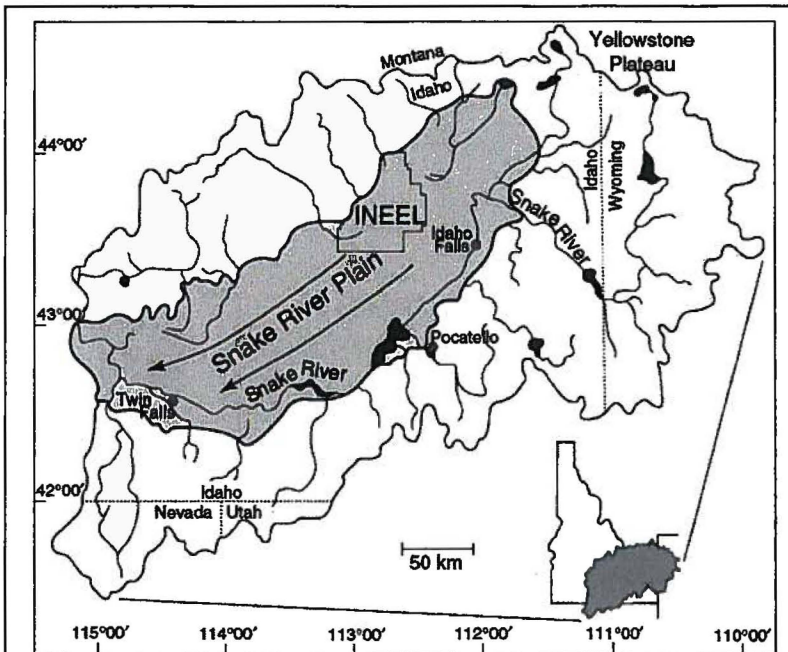 Yellowstone
Plateau
Montana
Idaho
44°00'
Idaho
Wyoming
INEEL
Snake River
Idaho
Falls
43°00'
Snake River Plain
Pocatello
Snake River
Twin
Falls
42°00'
Idaho
Nevada
Utah
50 km
115°00'
114°00'
113°00'
112°00'
111°00'
110°00'